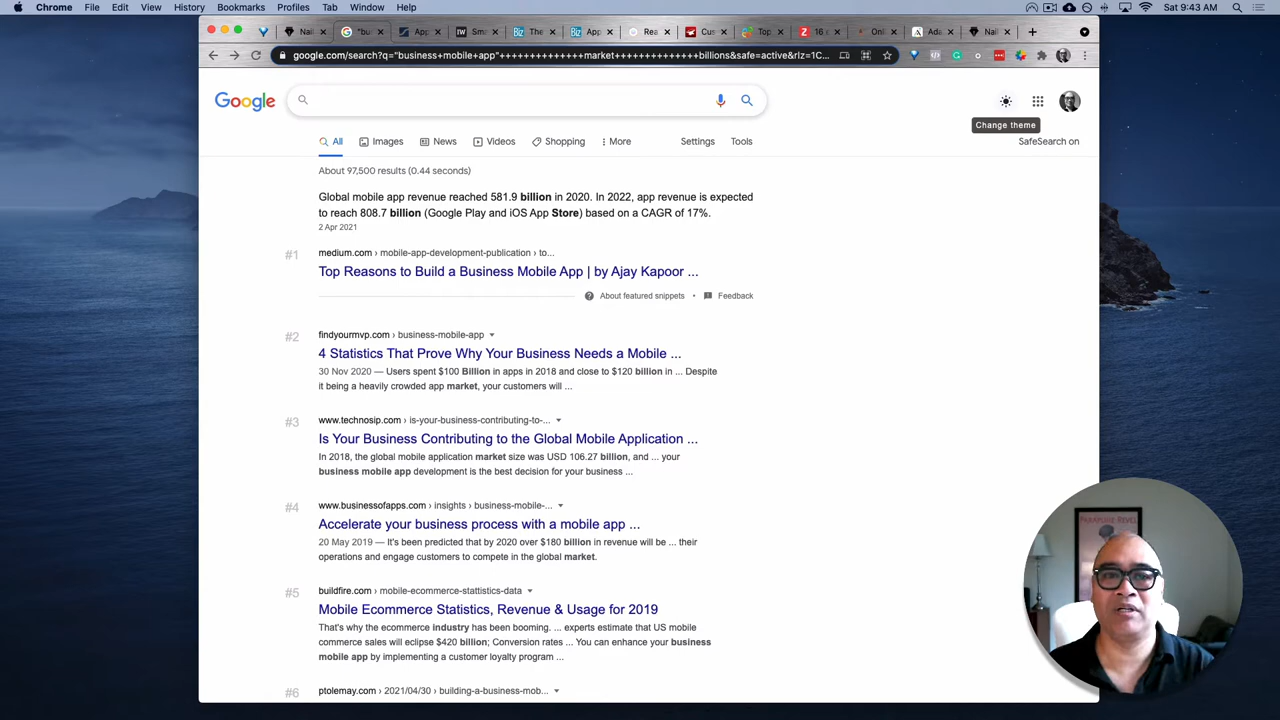 Chrome File Edit View History Bookmarks Profiles Tab Window Help Sat 9:43 AM
Nail "bu App Sma The App Rea Cus Top 16 x Onli Ada Nail
google.com/search?q="business+mobile+app"+++++++++++++market+++++++++++++billions&safe=active&rlz=1C...
Google
Change theme
All Images News Videos Shopping More Settings Tools SafeSearch on
About 97,500 results (0.44 seconds)
Global mobile app revenue reached 581.9 billion in 2020. In 2022, app revenue is expected
to reach 808.7 billion (Google Play and iOS App Store) based on a CAGR of 17%.
2 Apr 2021
#1 medium.com › mobile-app-development-publication › to...
Top Reasons to Build a Business Mobile App | by Ajay Kapoor ...
About featured snippets • Feedback
#2 findyourmvp.com › business-mobile-app
4 Statistics That Prove Why Your Business Needs a Mobile ...
30 Nov 2020 — Users spent $100 Billion in apps in 2018 and close to $120 billion in ... Despite
it being a heavily crowded app market, your customers will ...
#3 www.technosip.com › is-your-business-contributing-to-...
Is Your Business Contributing to the Global Mobile Application ...
In 2018, the global mobile application market size was USD 106.27 billion, and ... your
business mobile app development is the best decision for your business ...
#4 www.businessofapps.com › insights › business-mobile-...
Accelerate your business process with a mobile app ...
20 May 2019 — It's been predicted that by 2020 over $180 billion in revenue will be ... their
operations and engage customers to compete in the global market.
#5 buildfire.com › mobile-ecommerce-stattistics-data
Mobile Ecommerce Statistics, Revenue & Usage for 2019
That's why the ecommerce industry has been booming. ... experts estimate that US mobile
commerce sales will eclipse $420 billion; Conversion rates ... You can enhance your business
mobile app by implementing a customer loyalty program ...
#6 ptolemay.com › 2021/04/30 › building-a-business-mob...